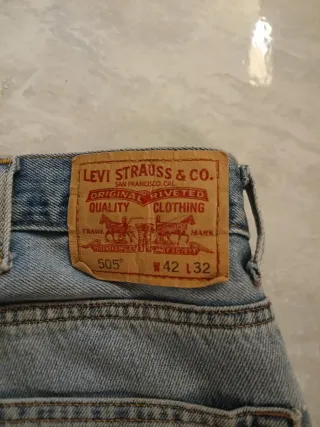 LEVI STRAUSS & CO.
SAN FRANCISCO, CAL.
ORIGINAL RIVETED
QUALITY CLOTHING
TRADE MARK
505® W 42 L 32